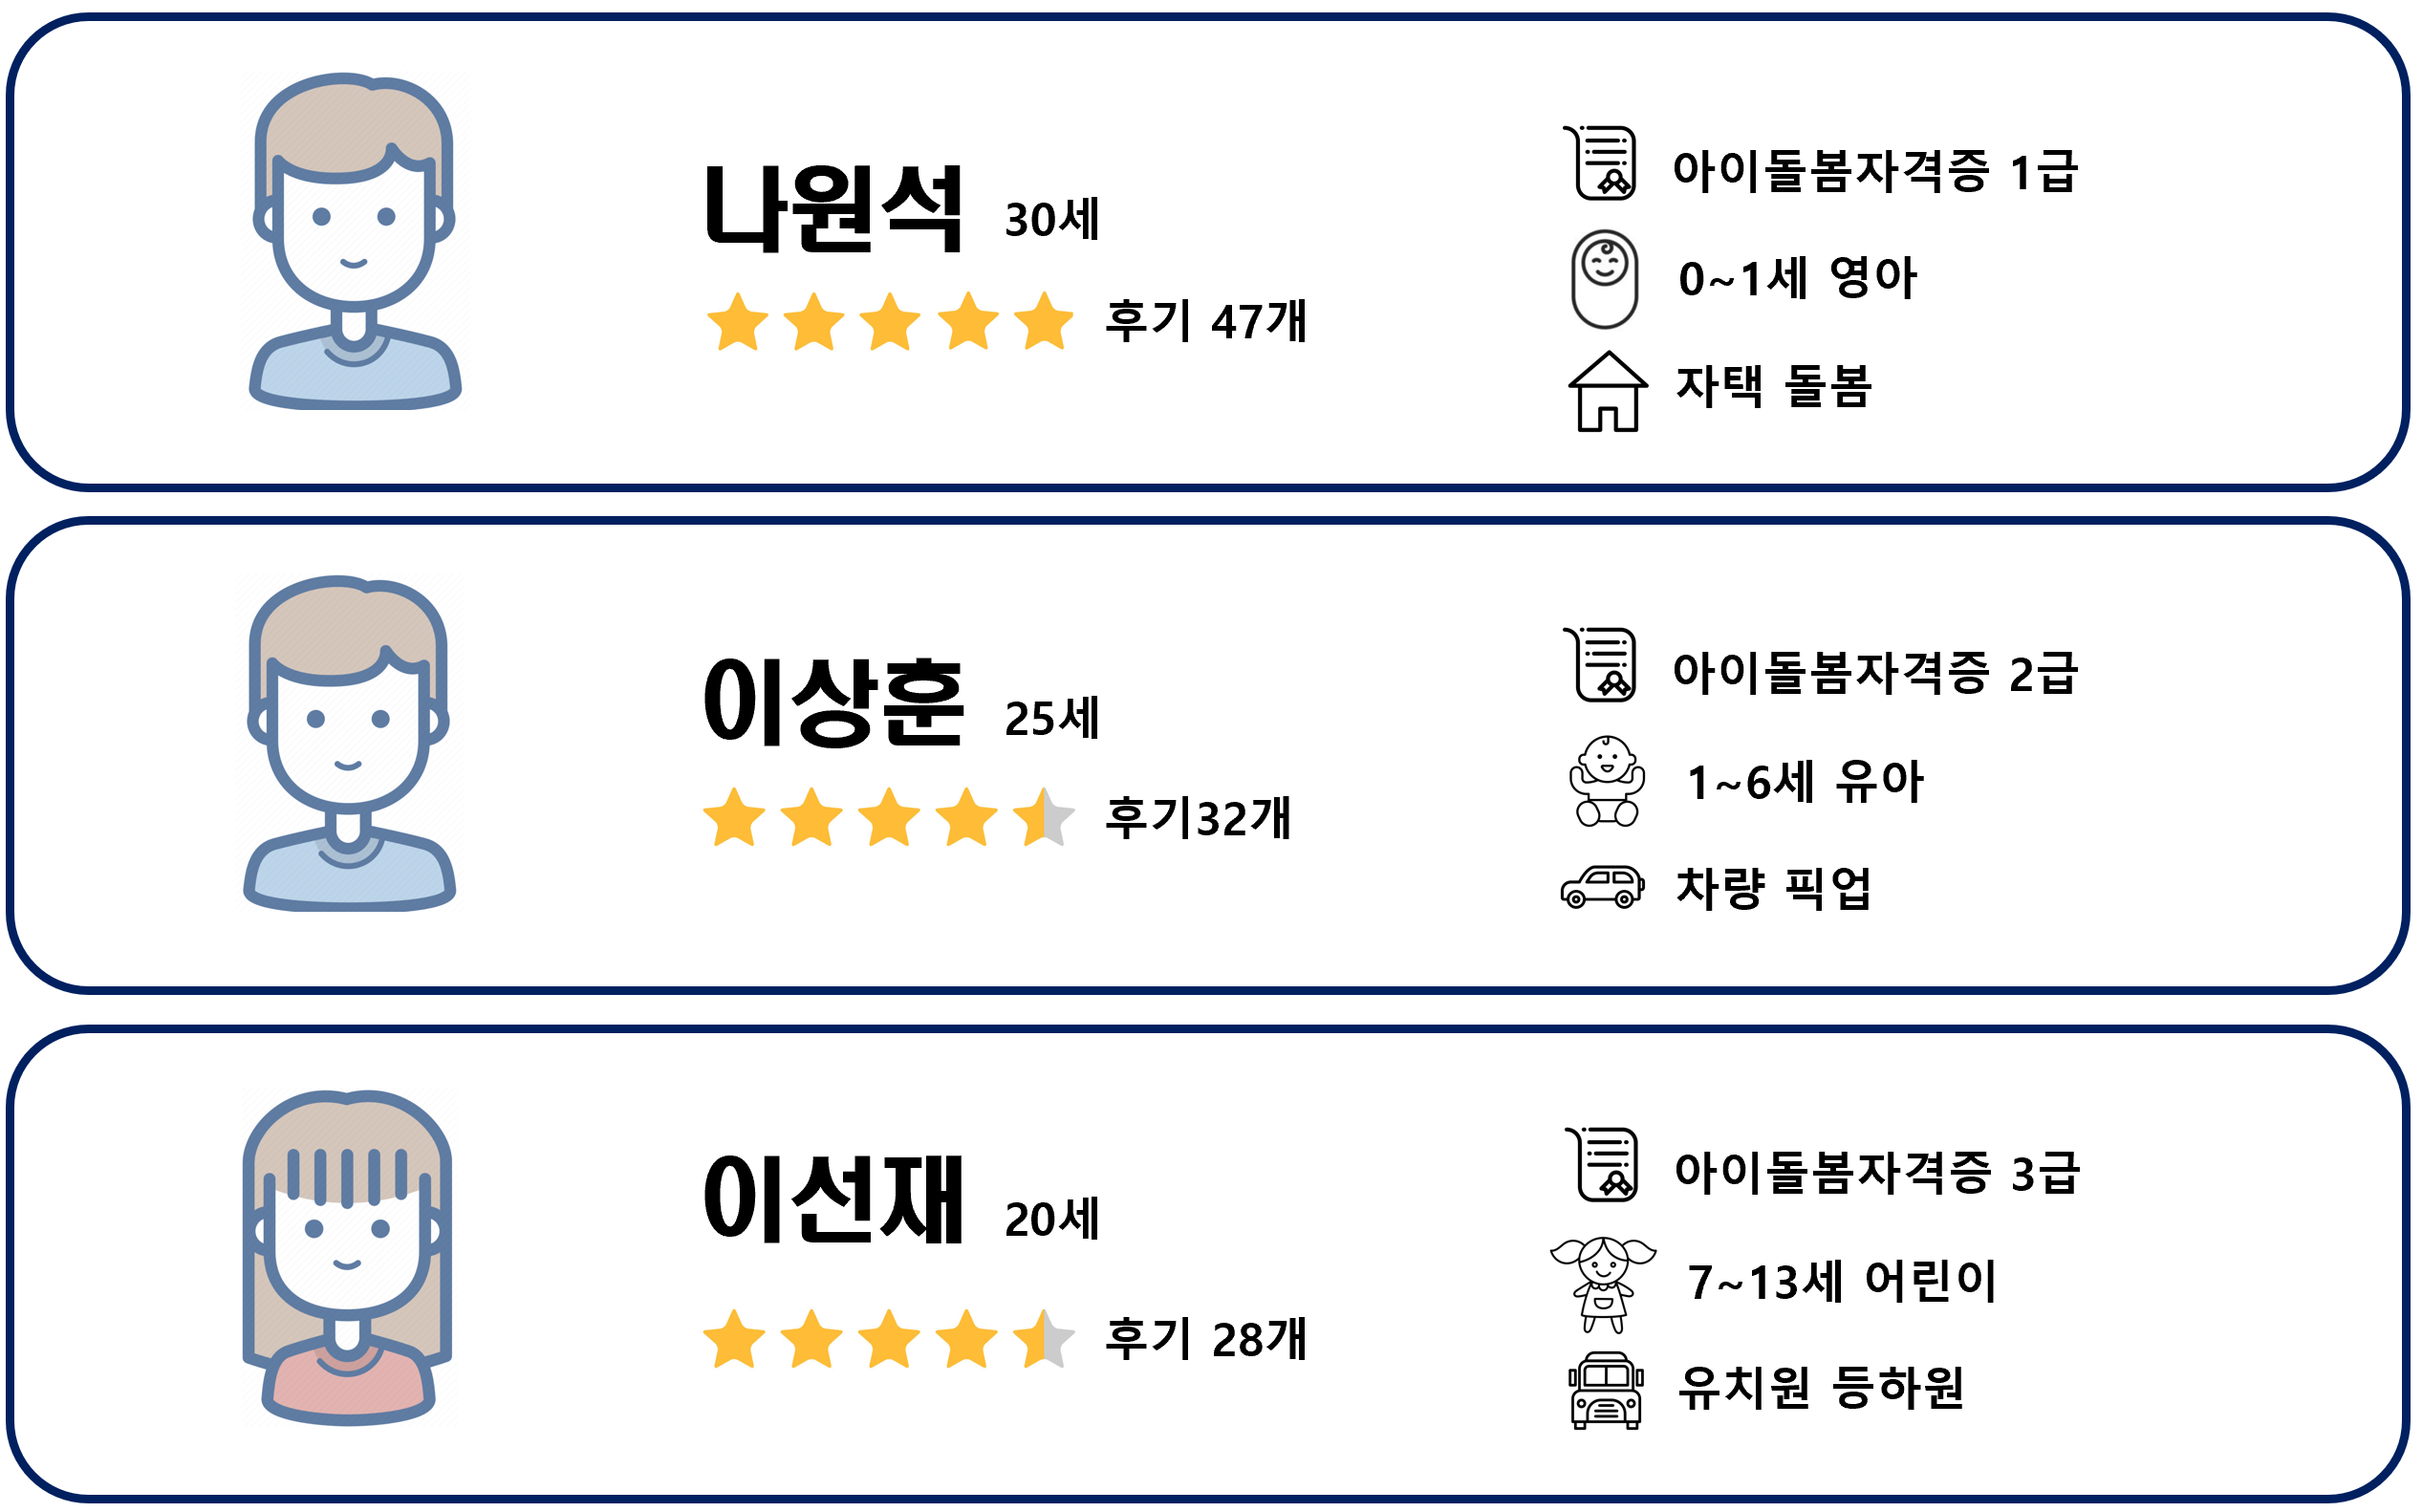 나원석 30세
후기 47개
아이돌봄자격증 1급
0~1세 영아
자택 돌봄
이상훈 25세
후기32개
아이돌봄자격증 2급
1~6세 유아
차량 픽업
이선재 20세
후기 28개
아이돌봄자격증 3급
7~13세 어린이
유치원 등하원